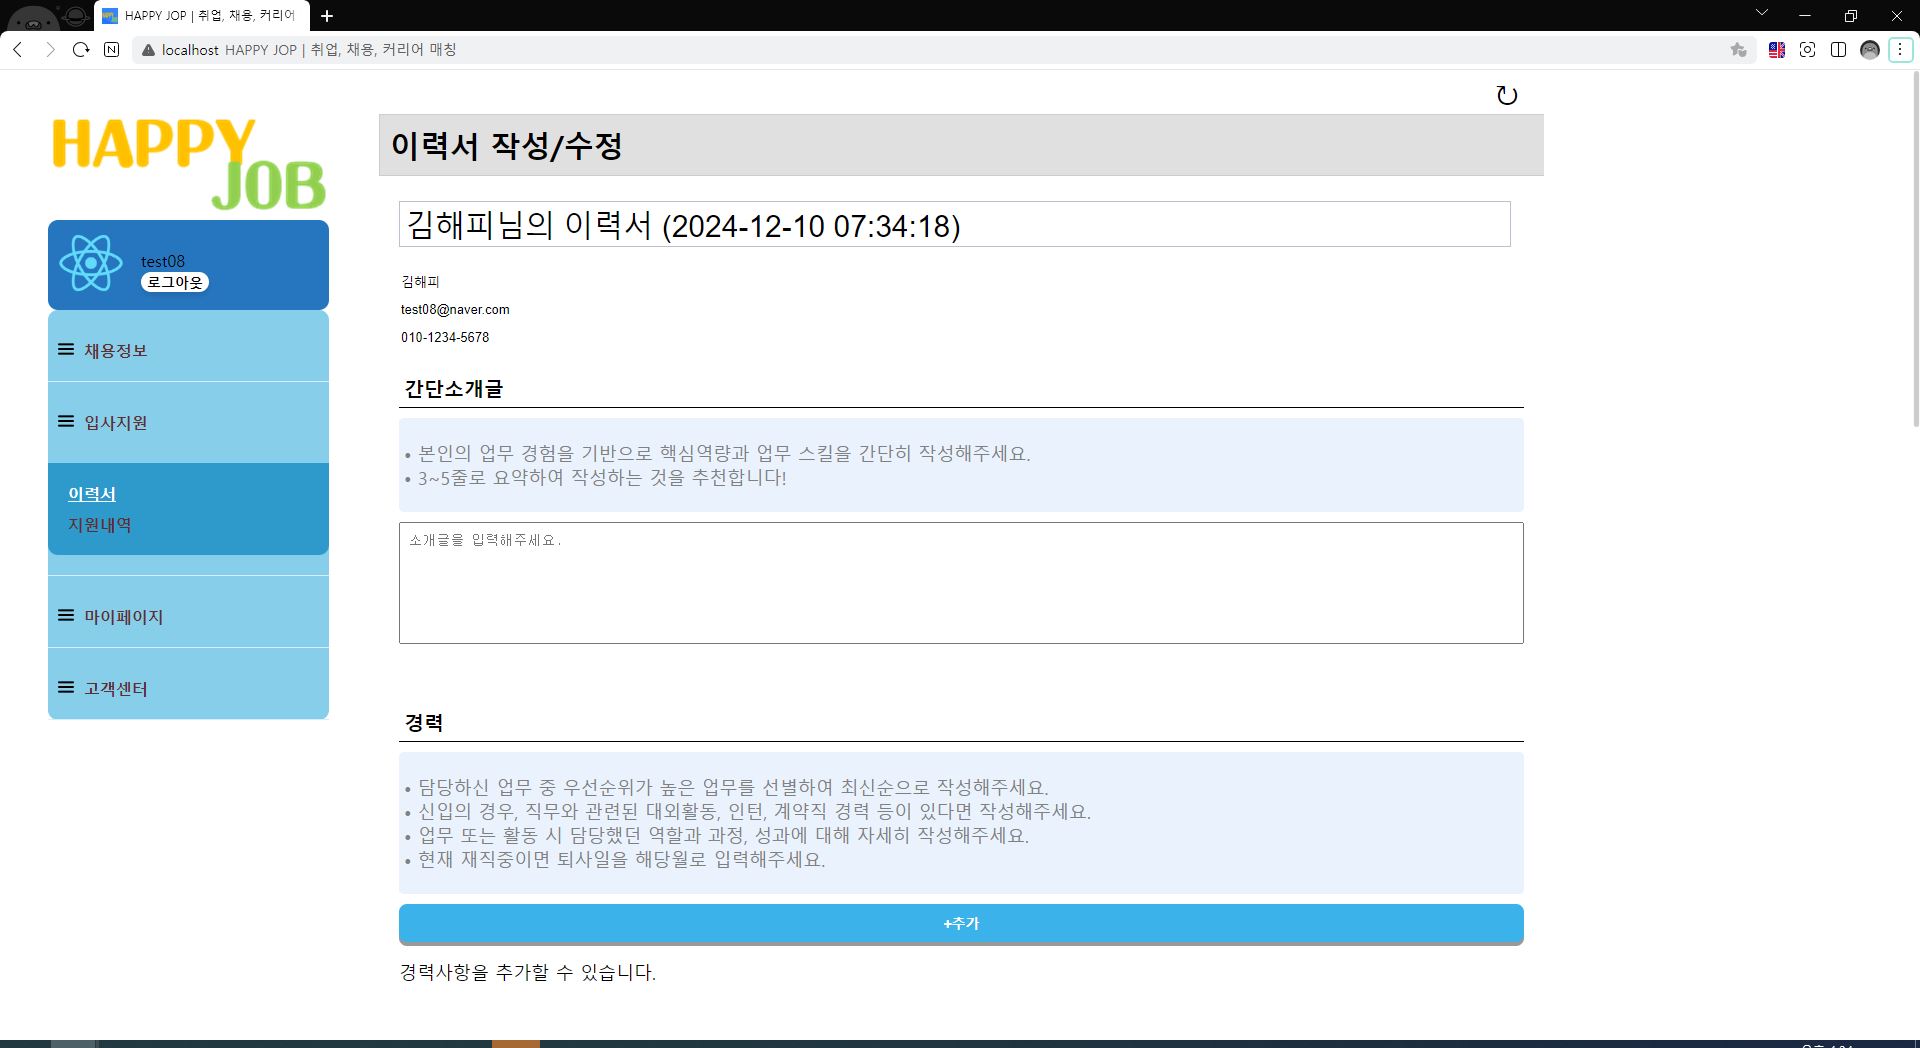 HAPPY JOP | 취업, 채용, 커리어
localhost HAPPY JOP | 취업, 채용, 커리어 매칭
HAPPY
JOB
test08
로그아웃
채용정보
입사지원
이력서
지원내역
마이페이지
고객센터
이력서 작성/수정
김해피님의 이력서 (2024-12-10 07:34:18)
김해피
test08@naver.com
010-1234-5678
간단소개글
• 본인의 업무 경험을 기반으로 핵심역량과 업무 스킬을 간단히 작성해주세요.
• 3~5줄로 요약하여 작성하는 것을 추천합니다!
소개글을 입력해주세요.
경력
• 담당하신 업무 중 우선순위가 높은 업무를 선별하여 최신순으로 작성해주세요.
• 신입의 경우, 직무와 관련된 대외활동, 인턴, 계약직 경력 등이 있다면 작성해주세요.
• 업무 또는 활동 시 담당했던 역할과 과정, 성과에 대해 자세히 작성해주세요.
• 현재 재직중이면 퇴사일을 해당월로 입력해주세요.
+추가
경력사항을 추가할 수 있습니다.